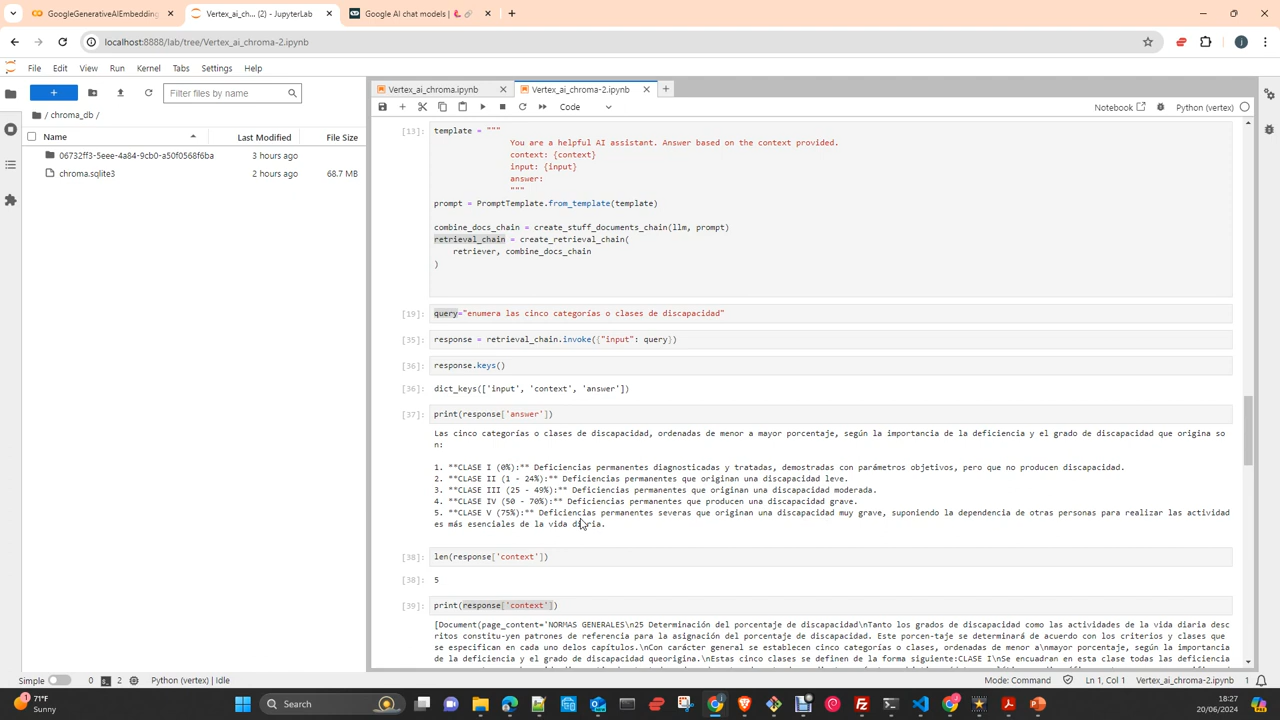 GoogleGenerativeAIEmbedding
Vertex_ai_ch... (2) - JupyterLab
Google AI chat models | 🦜️🔗
localhost:8888/lab/tree/Vertex_ai_chroma-2.ipynb
File Edit View Run Kernel Tabs Settings Help
Filter files by name
/ chroma_db /
Name Last Modified File Size
06732ff3-5eee-4a84-9cb0-a50f0568f6ba 3 hours ago
chroma.sqlite3 2 hours ago 68.7 MB
Vertex_ai_chroma.ipynb
Vertex_ai_chroma-2.ipynb
Code
Notebook
Python (vertex)
[13]: template = """
You are a helpful AI assistant. Answer based on the context provided.
context: {context}
input: {input}
answer:
"""
prompt = PromptTemplate.from_template(template)
combine_docs_chain = create_stuff_documents_chain(llm, prompt)
retrieval_chain = create_retrieval_chain(
retriever, combine_docs_chain
)
[19]: query="enumera las cinco categorías o clases de discapacidad"
[35]: response = retrieval_chain.invoke({"input": query})
[36]: response.keys()
[36]: dict_keys(['input', 'context', 'answer'])
[37]: print(response['answer'])
Las cinco categorías o clases de discapacidad, ordenadas de menor a mayor porcentaje, según la importancia de la deficiencia y el grado de discapacidad que origina so
n:
1. **CLASE I (0%):** Deficiencias permanentes diagnosticadas y tratadas, demostradas con parámetros objetivos, pero que no producen discapacidad.
2. **CLASE II (1 - 24%):** Deficiencias permanentes que originan una discapacidad leve.
3. **CLASE III (25 - 49%):** Deficiencias permanentes que originan una discapacidad moderada.
4. **CLASE IV (50 - 70%):** Deficiencias permanentes que producen una discapacidad grave.
5. **CLASE V (75%):** Deficiencias permanentes severas que originan una discapacidad muy grave, suponiendo la dependencia de otras personas para realizar las actividad
es más esenciales de la vida diaria.
[38]: len(response['context'])
[38]: 5
[39]: print(response['context'])
[Document(page_content='NORMAS GENERALES\n25 Determinación del porcentaje de discapacidad\nTanto los grados de discapacidad como las actividades de la vida diaria desc
ritos constitu-yen patrones de referencia para la asignación del porcentaje de discapacidad. Este porcen-taje se determinará de acuerdo con los criterios y clases que
se especifican en cada uno delos capítulos.\nCon carácter general se establecen cinco categorías o clases, ordenadas de menor a\nmayor porcentaje, según la importancia
de la deficiencia y el grado de discapacidad queorigina.\nEstas cinco clases se definen de la forma siguiente:CLASE I\nSe encuadran en esta clase todas las deficiencia
Simple 0 2 Python (vertex) | Idle
Mode: Command Ln 1, Col 1 Vertex_ai_chroma-2.ipynb 1
71°F
Sunny
Search
18:27
20/06/2024